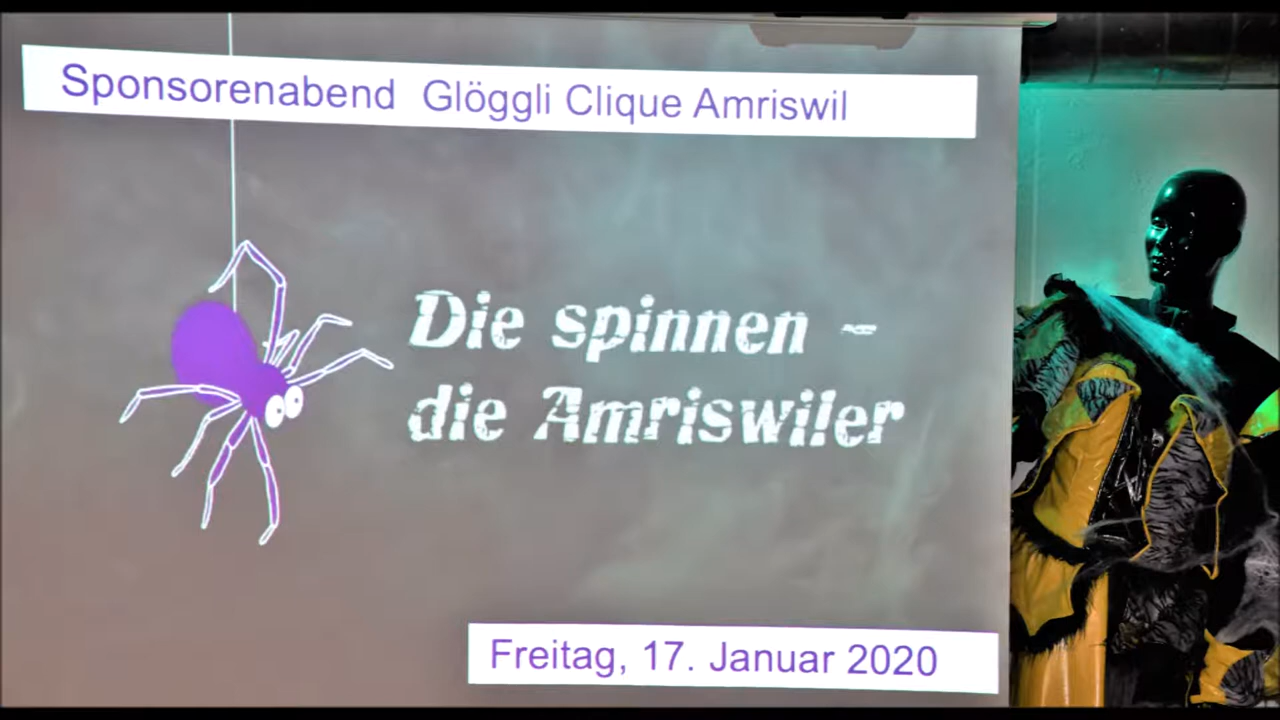 Sponsorenabend Glöggli Clique Amriswil
Die spinnen -
die Amriswiler
Freitag, 17. Januar 2020